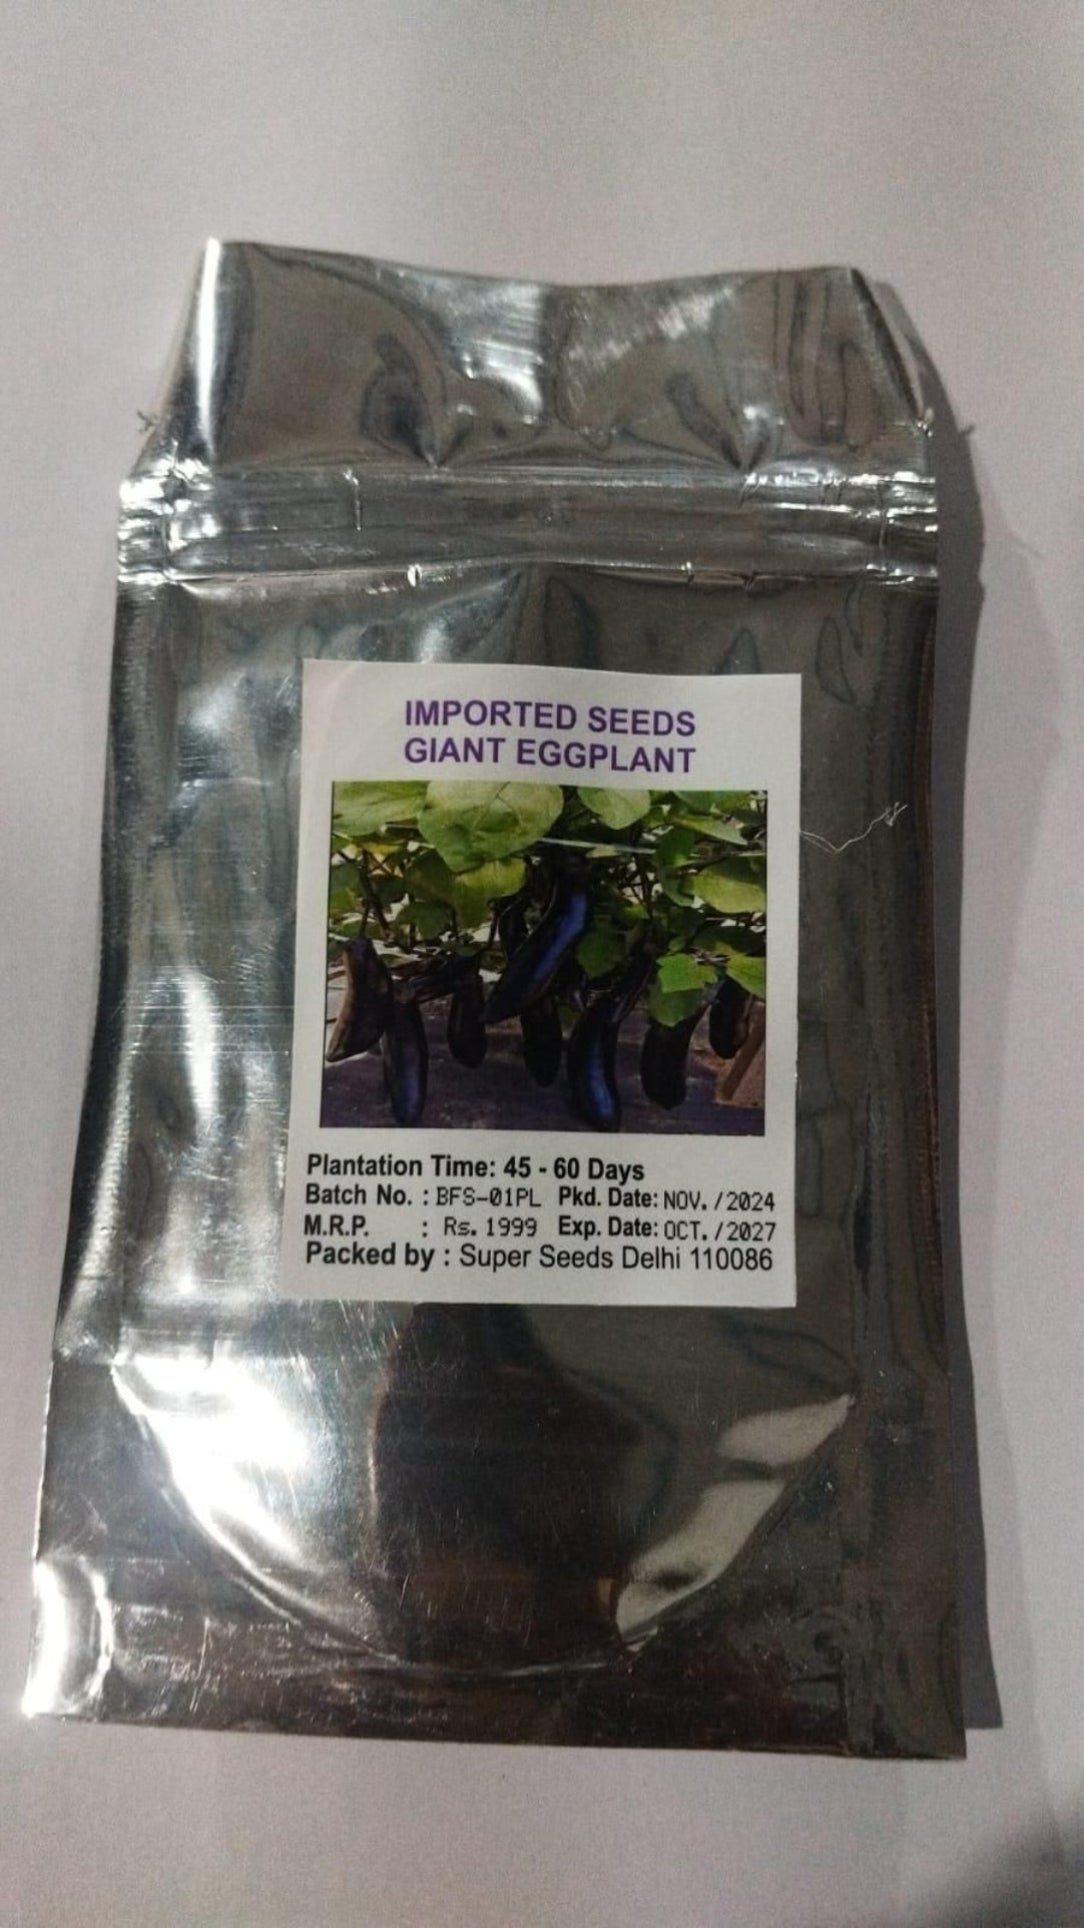 IMPORTED SEEDS
GIANT EGGPLANT
Plantation Time: 45 - 60 Days
Batch No. : BFS-01PL Pkd. Date: NOV. /2024
M.R.P. : Rs. 1999 Exp. Date: OCT. /2027
Packed by : Super Seeds Delhi 110086